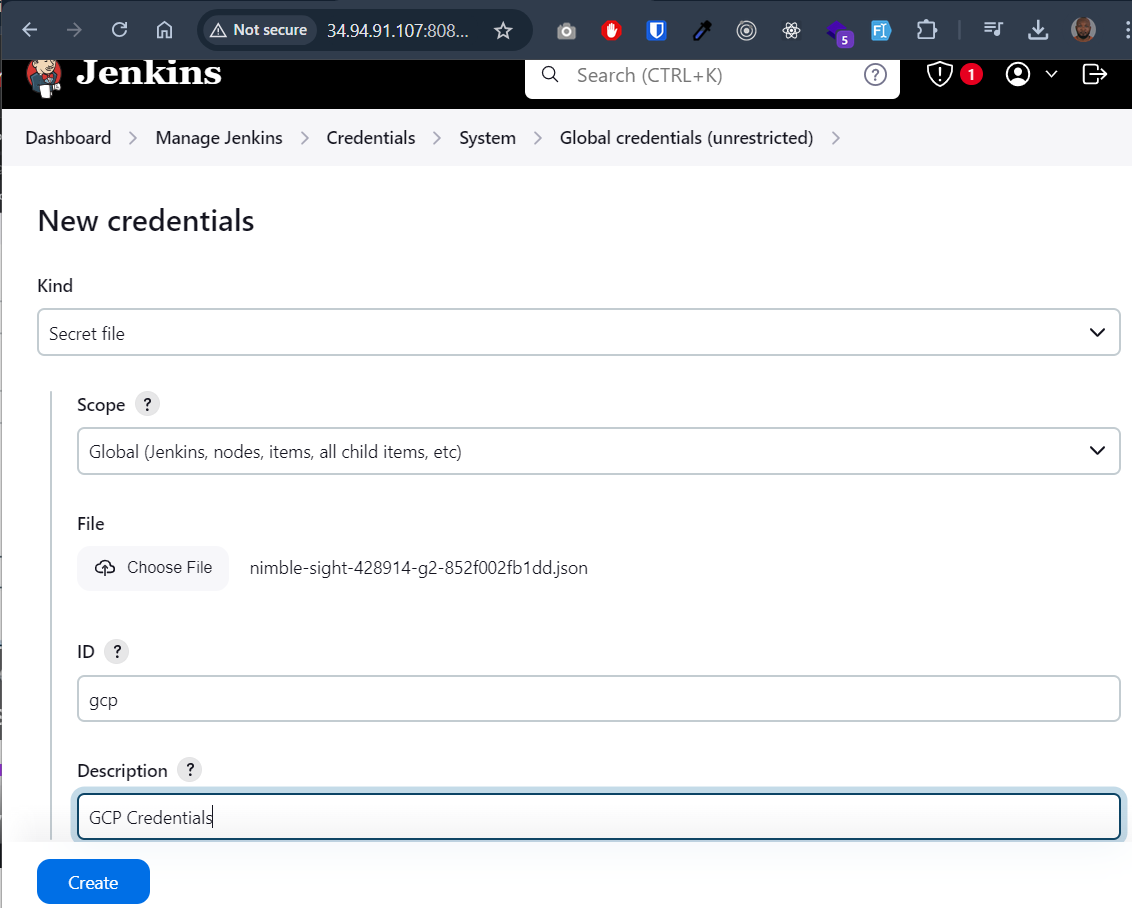 Not secure 34.94.91.107:808...
5
FI
Jenkins
Search (CTRL+K) ?
1
Dashboard Manage Jenkins Credentials System Global credentials (unrestricted)
New credentials
Kind
Secret file
Scope ?
Global (Jenkins, nodes, items, all child items, etc)
File
Choose File nimble-sight-428914-g2-852f002fb1dd.json
ID ?
gcp
Description ?
GCP Credentials
Create